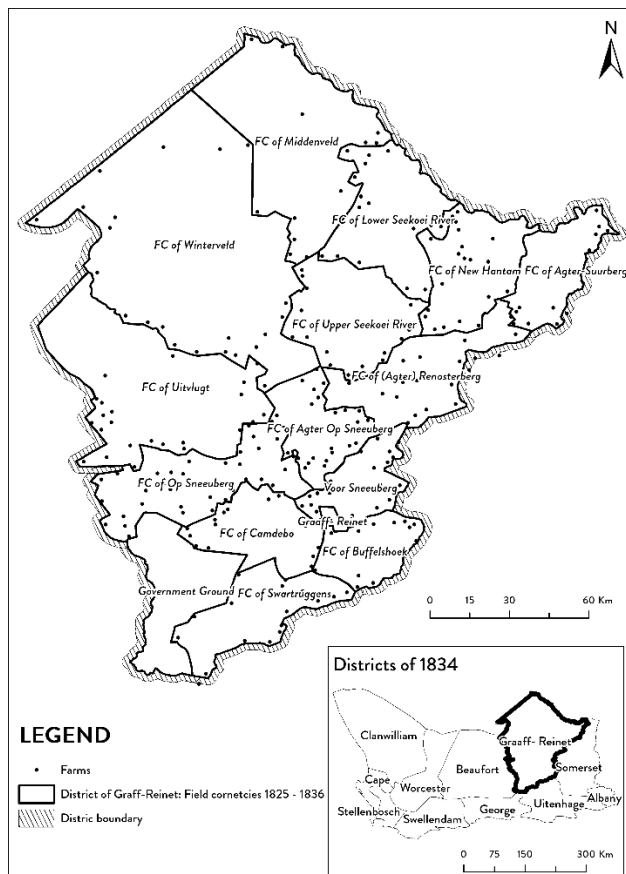 N
FC of Middenveld
FC of Lower Seekoei River
FC of Winterveld
FC of New Hantam
FC of Agter-Suurberg
FC of Upper Seekoei River
FC of (Agter) Renosterberg
FC of Uitvlugt
FC of Agter Op Sneeuberg
FC of Op Sneeuberg
Voor Sneeuberg
Graaff- Reinet
FC of Camdebo
FC of Buffelshoek
Government Ground
FC of Swartrüggens
0 15 30 60 Km
LEGEND
Farms
District of Graff-Reinet: Field cornetcies 1825 - 1836
Distric boundary
Districts of 1834
Clanwilliam
Graaff- Reinet
Beaufort
Somerset
Cape
Worcester
Albany
Uitenhage
George
Stellenbosch
Swellendam
0 75 150 300 Km